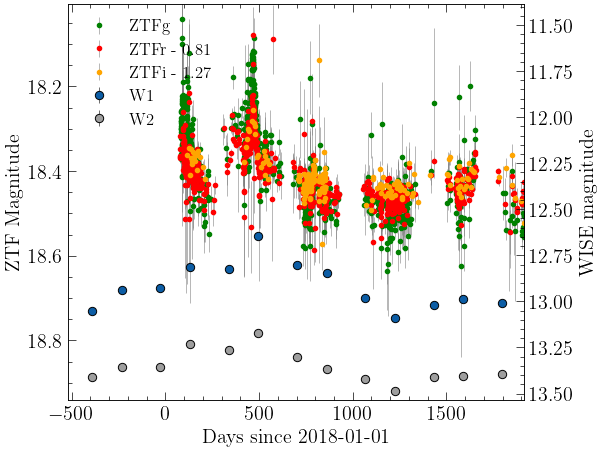 ZTFg
ZTFr - 0.81
ZTFi - 1.27
W1
W2
18.2
18.4
18.6
18.8
ZTF Magnitude
11.50
11.75
12.00
12.25
12.50
12.75
13.00
13.25
13.50
WISE magnitude
−500 0 500 1000 1500
Days since 2018-01-01